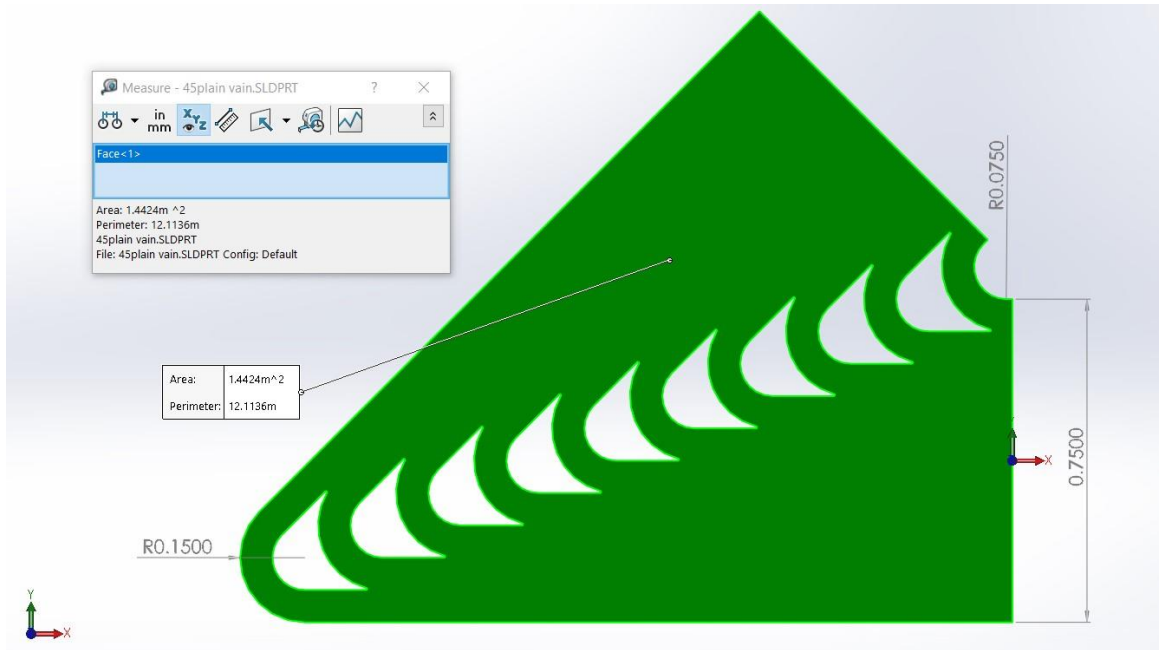 Measure - 45plain vain.SLDPRT
?
in
mm
XYZ
Face<1>
Area: 1.4424m ^2
Perimeter: 12.1136m
45plain vain.SLDPRT
File: 45plain vain.SLDPRT Config: Default
R0.0750
Area: 1.4424m^2
Perimeter: 12.1136m
0.7500
X
R0.1500
Y
X